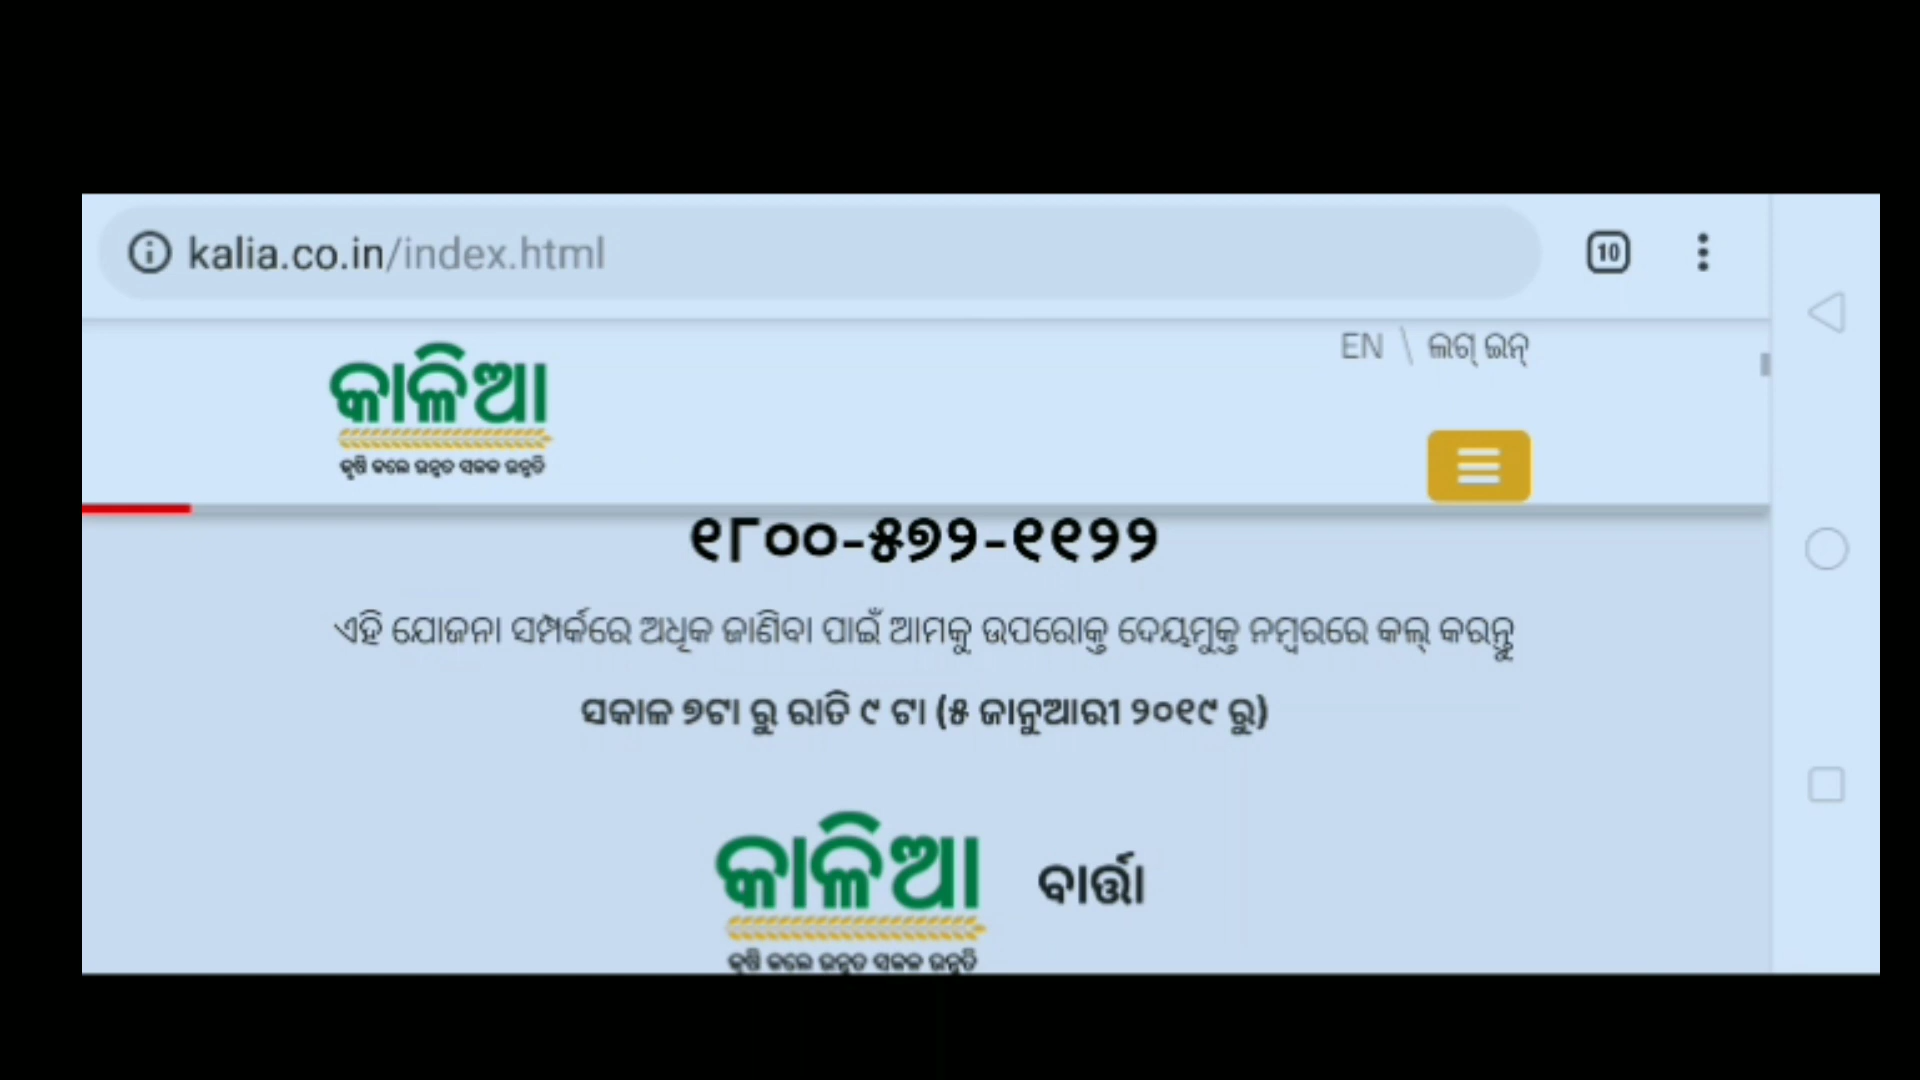 kalia.co.in/index.html
10
EN \ ଲଗ୍ ଇନ୍
କାଳିଆ
କୃଷି କଲେ ଉନ୍ନତ ସକଳ ଉନ୍ନତି
୧୮୦୦-୫୭୨-୧୧୨୨
ଏହି ଯୋଜନା ସମ୍ପର୍କରେ ଅଧିକ ଜାଣିବା ପାଇଁ ଆମକୁ ଉପରୋକ୍ତ ଦେୟମୁକ୍ତ ନମ୍ବରରେ କଲ୍ କରନ୍ତୁ
ସକାଳ ୭ଟା ରୁ ରାତି ୯ ଟା (୫ ଜାନୁଆରୀ ୨୦୧୯ ରୁ)
କାଳିଆ ବାର୍ତ୍ତା
କୃଷି କଲେ ଉନ୍ନତ ସକଳ ଉନ୍ନତି